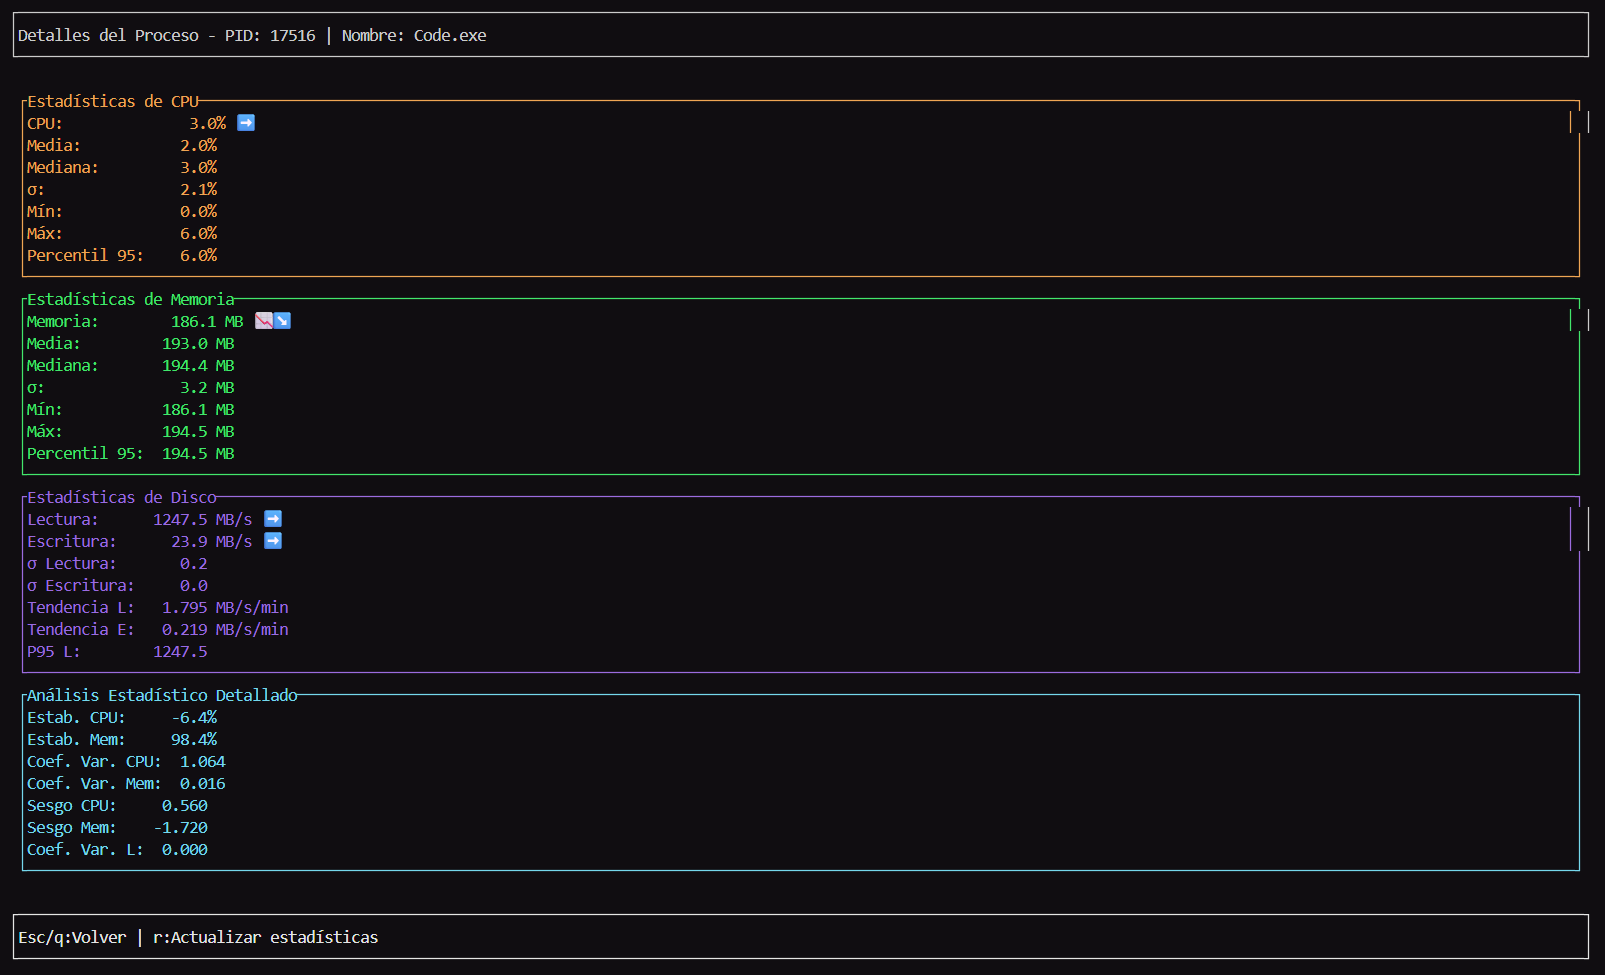 Detalles del Proceso - PID: 17516 | Nombre: Code.exe
Estadísticas de CPU
CPU: 3.0% ➡️
Media: 2.0%
Mediana: 3.0%
σ: 2.1%
Mín: 0.0%
Máx: 6.0%
Percentil 95: 6.0%
Estadísticas de Memoria
Memoria: 186.1 MB 📉↘️
Media: 193.0 MB
Mediana: 194.4 MB
σ: 3.2 MB
Mín: 186.1 MB
Máx: 194.5 MB
Percentil 95: 194.5 MB
Estadísticas de Disco
Lectura: 1247.5 MB/s ➡️
Escritura: 23.9 MB/s ➡️
σ Lectura: 0.2
σ Escritura: 0.0
Tendencia L: 1.795 MB/s/min
Tendencia E: 0.219 MB/s/min
P95 L: 1247.5
Análisis Estadístico Detallado
Estab. CPU: -6.4%
Estab. Mem: 98.4%
Coef. Var. CPU: 1.064
Coef. Var. Mem: 0.016
Sesgo CPU: 0.560
Sesgo Mem: -1.720
Coef. Var. L: 0.000
Esc/q:Volver | r:Actualizar estadísticas